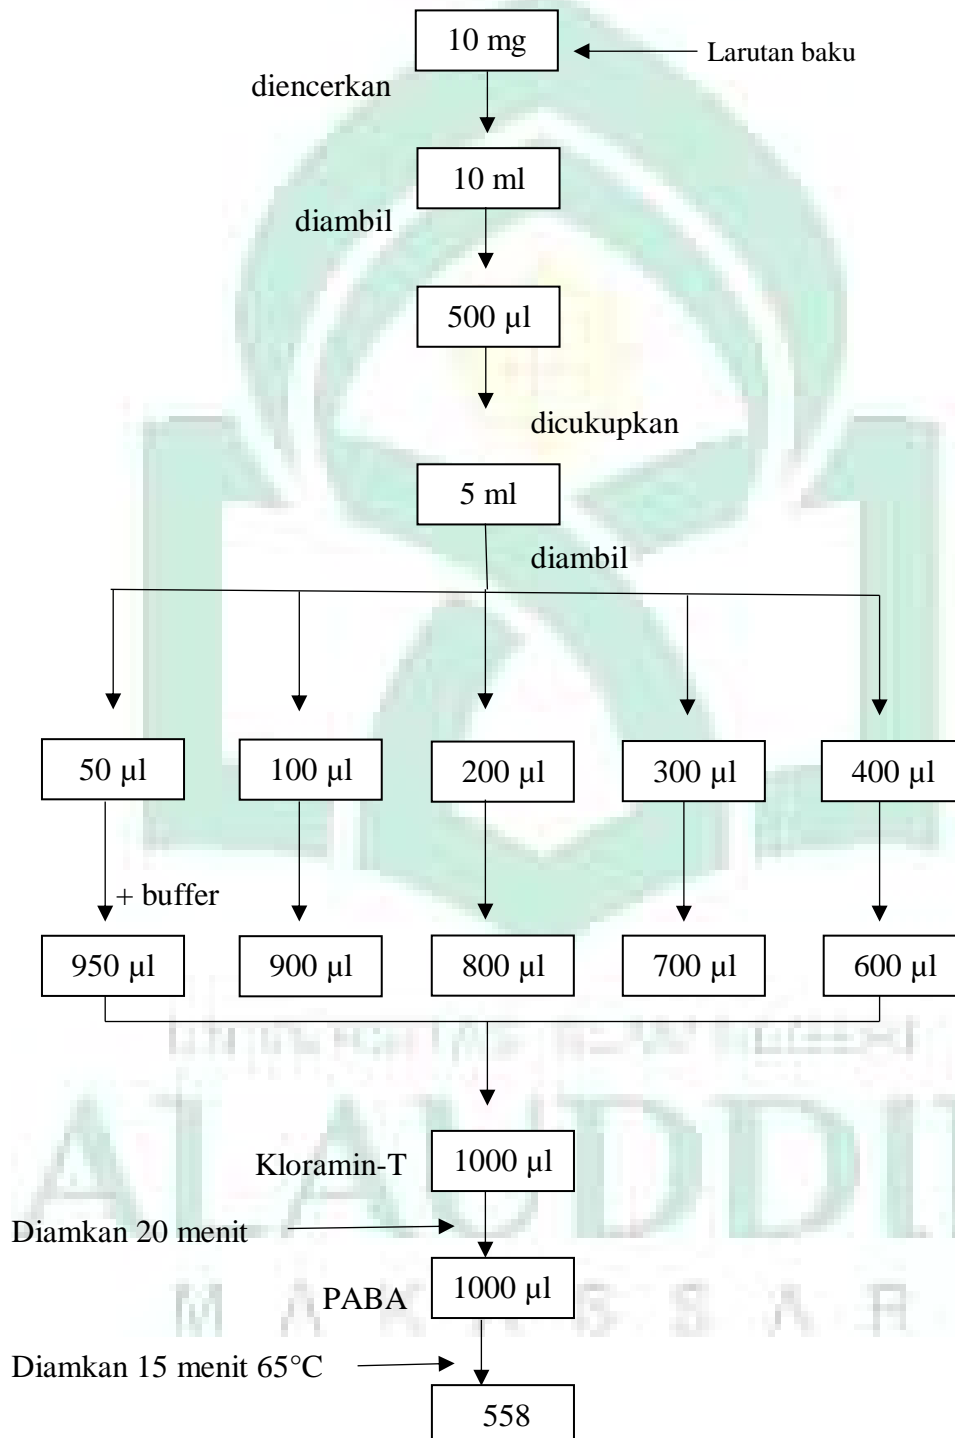 10 mg
Larutan baku
diencerkan
10 ml
diambil
500 µl
dicukupkan
5 ml
diambil
50 µl
100 µl
200 µl
300 µl
400 µl
+ buffer
950 µl
900 µl
800 µl
700 µl
600 µl
ALAUDDI
Kloramin-T
1000 µl
Diamkan 20 menit
PABA
1000 µl
M A K A S S A R
Diamkan 15 menit 65°C
558